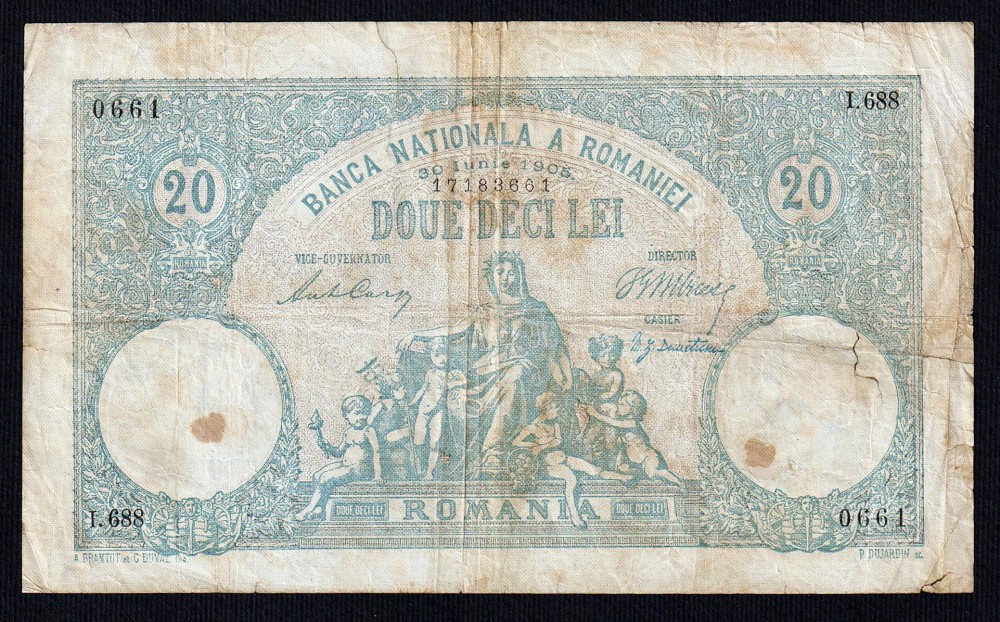 0661
I.688
BANCA NATIONALA A ROMANIEI
30 Iunie 1905.
17183661
20
20
DOUE DECI LEI
ROMANIA
ROMANIA
VICE-GUVERNATOR
DIRECTOR
CASIER
I.688
DOUE DECI LEI
ROMANIA
DOUE DECI LEI
0661
P. DUJARDIN sc.